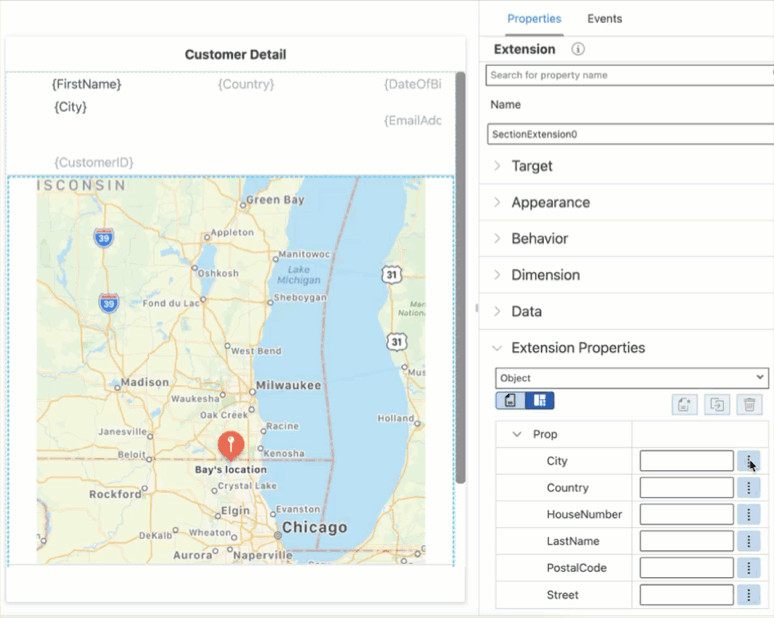 Properties
Events
Extension
Search for property name
Name
SectionExtension0
Target
Appearance
Behavior
Dimension
Data
Extension Properties
Object
Prop
City
Country
HouseNumber
LastName
PostalCode
Street
Customer Detail
{FirstName}
{Country}
{DateOfBi
{City}
{EmailAdc
{CustomerID}
ISCONSIN
Green Bay
39
Appleton
Manitowoc
Lake
Michigan
31
Oshkosh
Fond du Lac
Sheboygan
39
31
West Bend
Madison
Milwaukee
Waukesha
Oak Creek
Holland
Janesville
Racine
Beloit
Kenosha
Bay's location
Rockford
Crystal Lake
Elgin
Evanston
Chicago
DeKalb
Wheaton
Aurora
Naperville